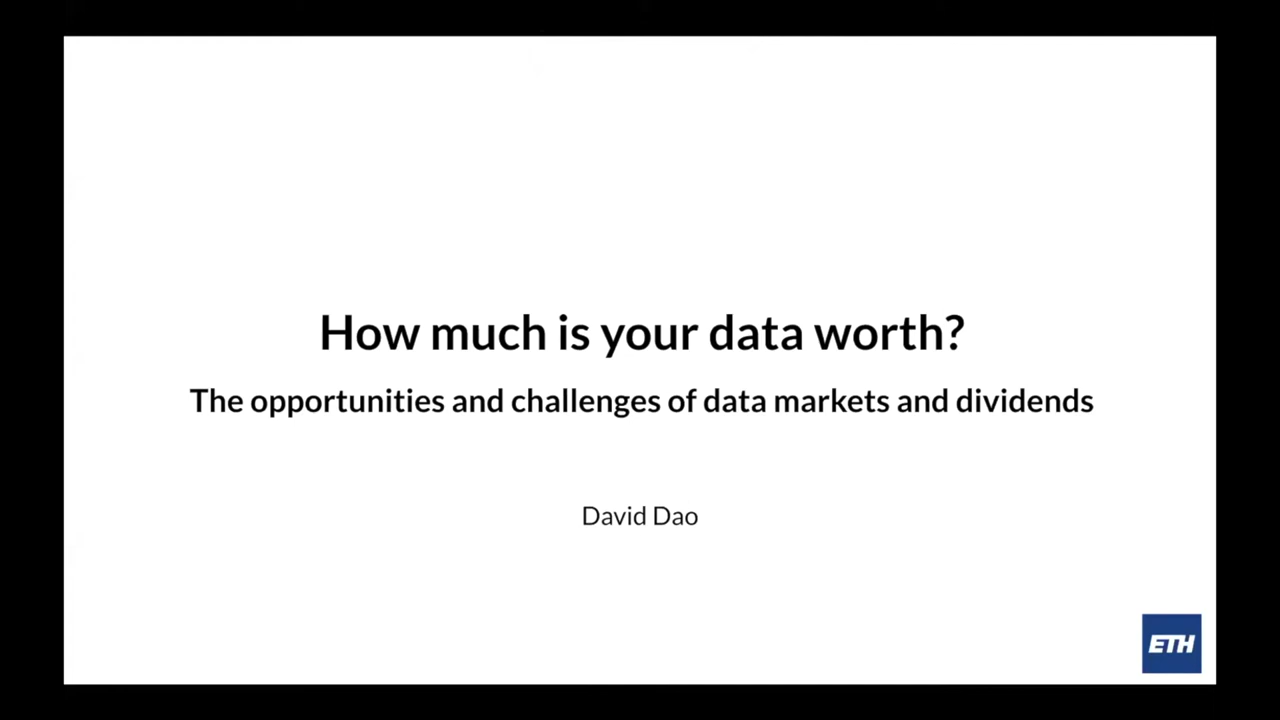 How much is your data worth?
The opportunities and challenges of data markets and dividends
David Dao
ETH